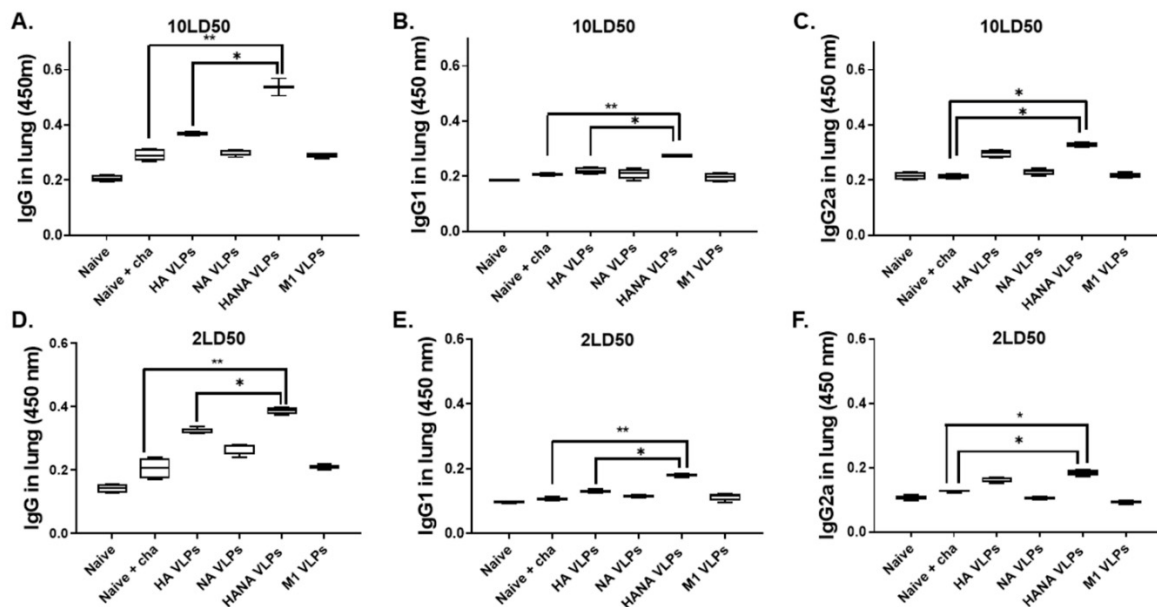 A.
10LD50
**
*
IgG in lung (450m)
0.6
0.4
0.2
0.0
Naive
Naive + cha
HA VLPs
NA VLPs
HANA VLPs
M1 VLPs
B.
10LD50
**
*
IgG1 in lung (450 nm)
0.6
0.4
0.2
0.0
Naive
Naive + cha
HA VLPs
NA VLPs
HANA VLPs
M1 VLPs
C.
10LD50
*
*
IgG2a in lung (450 nm)
0.6
0.4
0.2
0.0
Naive
Naive + cha
HA VLPs
NA VLPs
HANA VLPs
M1 VLPs
D.
2LD50
**
*
IgG in lung (450 nm)
0.6
0.4
0.2
0.0
Naive
Naive + cha
HA VLPs
NA VLPs
HANA VLPs
M1 VLPs
E.
2LD50
**
*
IgG1 in lung (450 nm)
0.6
0.4
0.2
0.0
Naive
Naive + cha
HA VLPs
NA VLPs
HANA VLPs
M1 VLPs
F.
2LD50
*
*
IgG2a in lung (450 nm)
0.6
0.4
0.2
0.0
Naive
Naive + cha
HA VLPs
NA VLPs
HANA VLPs
M1 VLPs